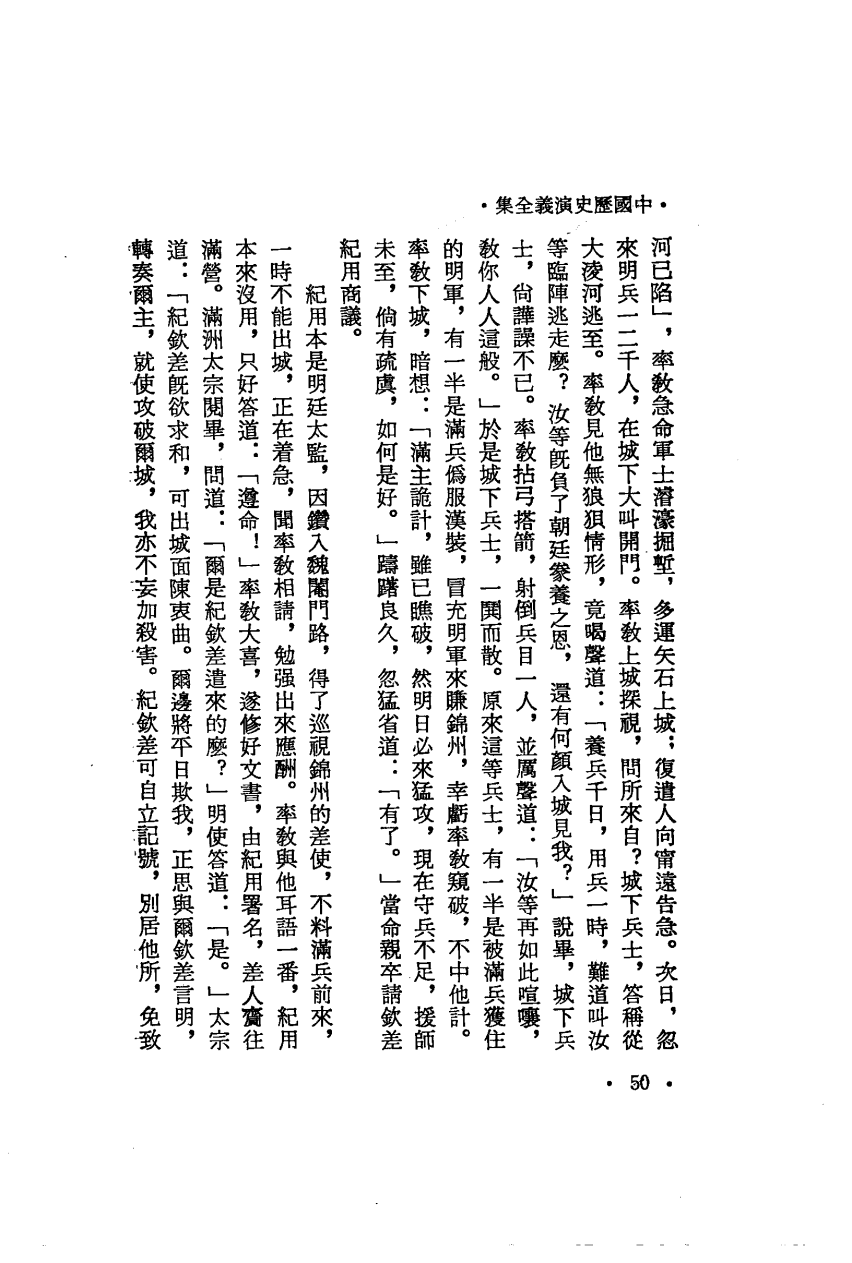 •中國歷史演義全集•
河已陷」，率教急命軍士濬濠掘塹，多運矢石上城；復遣人向甯遠告急。次日，忽
來明兵一二千人，在城下大叫開門。率教上城探視，問所來自？城下兵士，答稱從
大淩河逃至。率教見他無狼狽情形，竟喝聲道：「養兵千日，用兵一時，難道叫汝
等臨陣逃走麼？汝等旣負了朝廷豢養之恩，還有何顏入城見我？」說畢，城下兵
士，尙譁譟不已。率教拈弓搭箭，射倒兵目一人，並厲聲道：「汝等再如此喧嚷，
教你人人這般。」於是城下兵士，一鬨而散。原來這等兵士，有一半是被滿兵獲住
的明軍，有一半是滿兵僞服漢裝，冒充明軍來賺錦州，幸虧率教窺破，不中他計。
率教下城，暗想：「滿主詭計，雖已瞧破，然明日必來猛攻，現在守兵不足，援師
未至，倘有疏虞，如何是好。」躊躇良久，忽猛省道：「有了。」當命親卒請欽差
紀用商議。
紀用本是明廷太監，因鑽入魏閹門路，得了巡視錦州的差使，不料滿兵前來，
一時不能出城，正在着急，聞率教相請，勉强出來應酬。率教與他耳語一番，紀用
本來沒用，只好答道：「遵命！」率教大喜，遂修好文書，由紀用署名，差人齎往
滿營。滿洲太宗閱畢，問道：「爾是紀欽差遣來的麼？」明使答道：「是。」太宗
道：「紀欽差旣欲求和，可出城面陳衷曲。爾邊將平日欺我，正思與爾欽差言明，
轉奏爾主，就使攻破爾城，我亦不妄加殺害。紀欽差可自立記號，別居他所，免致
• 50 •